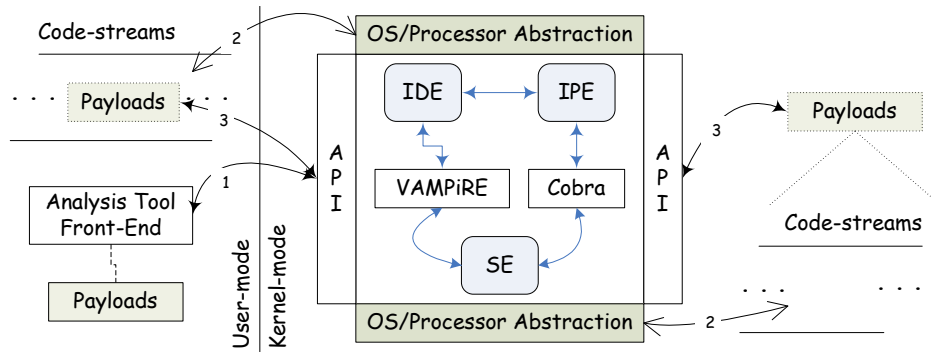 Code-streams
2
OS/Processor Abstraction
. . . Payloads . . .
3
IDE
IPE
Payloads
3
1
A
P
I
A
P
I
Analysis Tool
Front-End
VAMPiRE
Cobra
Code-streams
SE
Payloads
User-mode
Kernel-mode
. . . . . .
OS/Processor Abstraction
2